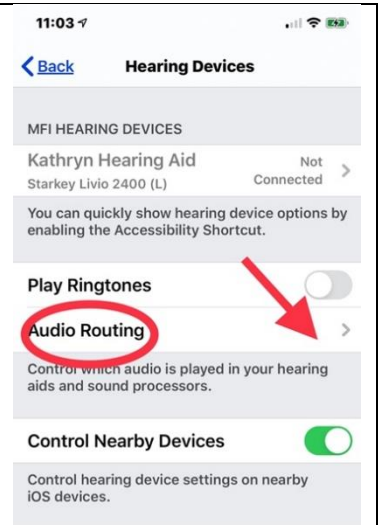 11:03
Back Hearing Devices
MFI HEARING DEVICES
Kathryn Hearing Aid Not
Starkey Livio 2400 (L) Connected
You can quickly show hearing device options by
enabling the Accessibility Shortcut.
Play Ringtones
Audio Routing
Control which audio is played in your hearing
aids and sound processors.
Control Nearby Devices
Control hearing device settings on nearby
iOS devices.